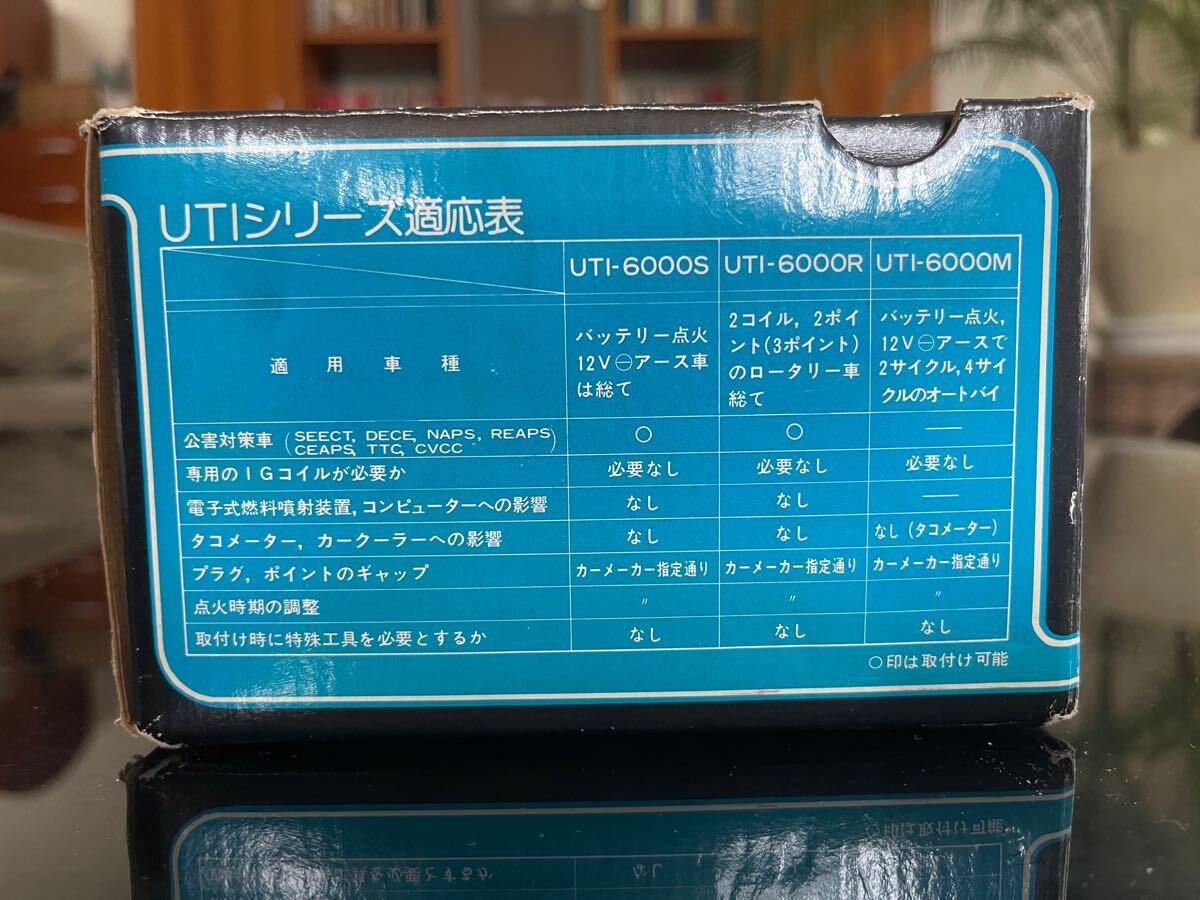 UTIシリーズ適応表
UTI-6000S UTI-6000R UTI-6000M
適用車種
バッテリー点火
12V㊀アース車
は総て
2コイル, 2ポイ
ント(3ポイント)
のロータリー車
総て
バッテリー点火,
12V㊀アースで
2サイクル, 4サイ
クルのオートバイ
公害対策車 (SEECT, DECE, NAPS, REAPS
CEAPS, TTC, CVCC) ○ ○ —
専用のIGコイルが必要か 必要なし 必要なし 必要なし
電子式燃料噴射装置, コンピューターへの影響 なし なし —
タコメーター, カークーラーへの影響 なし なし なし (タコメーター)
プラグ, ポイントのギャップ カーメーカー指定通り カーメーカー指定通り カーメーカー指定通り
点火時期の調整 〃 〃 〃
取付け時に特殊工具を必要とするか なし なし なし
○印は取付け可能